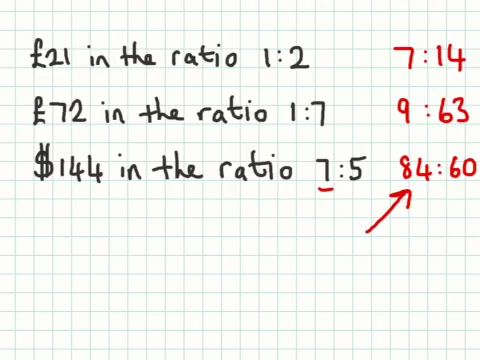 £21 in the ratio 1:2 7:14
£72 in the ratio 1:7 9:63
$144 in the ratio 7:5 84:60